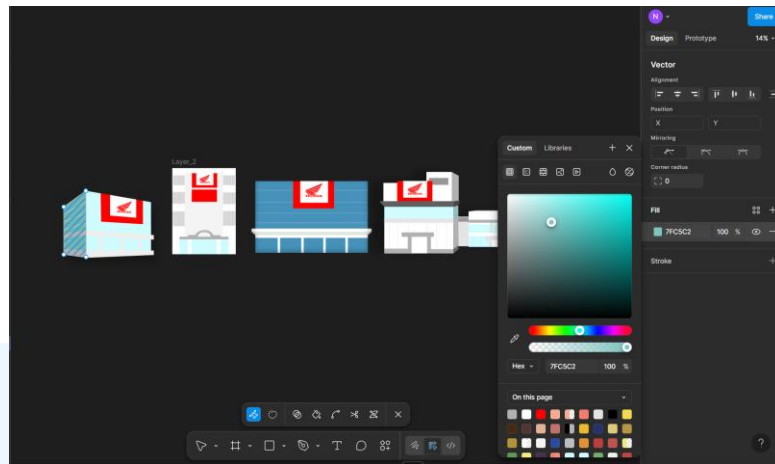 N
Share
Design Prototype 14%
Vector
Alignment
Position
X Y
Mirroring
Corner radius
0
Fill
7FC5C2 100 %
Stroke
Layer_2
Custom Libraries
Hex 7FC5C2 100 %
On this page
T
?